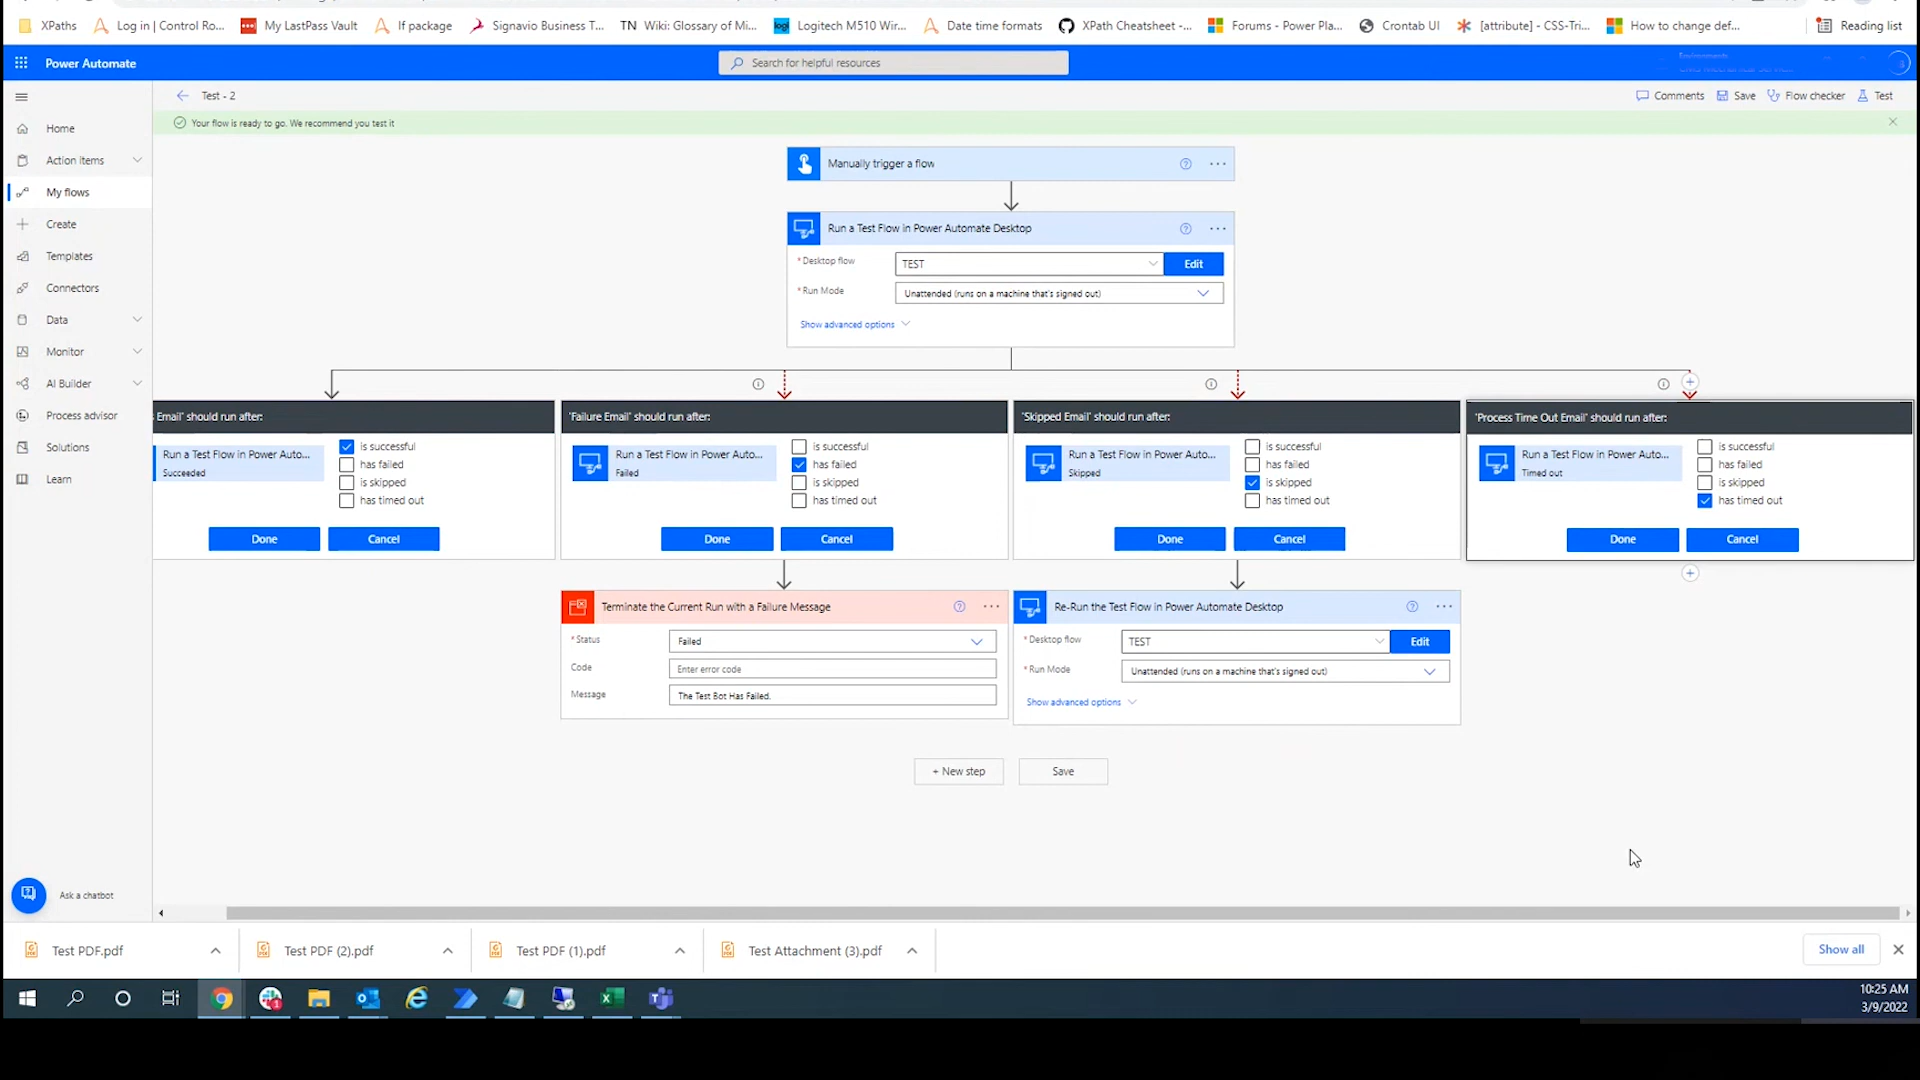 XPaths
Log in | Control Ro...
My LastPass Vault
If package
Signavio Business T...
TN Wiki: Glossary of Mi...
logi Logitech M510 Wir...
Date time formats
XPath Cheatsheet -...
Forums - Power Pla...
Crontab UI
[attribute] - CSS-Tri...
How to change def...
Reading list
Power Automate
Search for helpful resources
Test - 2
Comments
Save
Flow checker
Test
Your flow is ready to go. We recommend you test it
Home
Action items
My flows
Create
Templates
Connectors
Data
Monitor
AI Builder
Process advisor
Solutions
Learn
Ask a chatbot
Manually trigger a flow
Run a Test Flow in Power Automate Desktop
* Desktop flow
TEST
Edit
* Run Mode
Unattended (runs on a machine that's signed out)
Show advanced options
Email' should run after:
Run a Test Flow in Power Auto...
Succeeded
is successful
has failed
is skipped
has timed out
Done
Cancel
'Failure Email' should run after:
Run a Test Flow in Power Auto...
Failed
is successful
has failed
is skipped
has timed out
Done
Cancel
'Skipped Email' should run after:
Run a Test Flow in Power Auto...
Skipped
is successful
has failed
is skipped
has timed out
Done
Cancel
'Process Time Out Email' should run after:
Run a Test Flow in Power Auto...
Timed out
is successful
has failed
is skipped
has timed out
Done
Cancel
Terminate the Current Run with a Failure Message
* Status
Failed
Code
Enter error code
Message
The Test Bot Has Failed.
Re-Run the Test Flow in Power Automate Desktop
* Desktop flow
TEST
Edit
* Run Mode
Unattended (runs on a machine that's signed out)
Show advanced options
+ New step
Save
Test PDF.pdf
Test PDF (2).pdf
Test PDF (1).pdf
Test Attachment (3).pdf
Show all
10:25 AM
3/9/2022